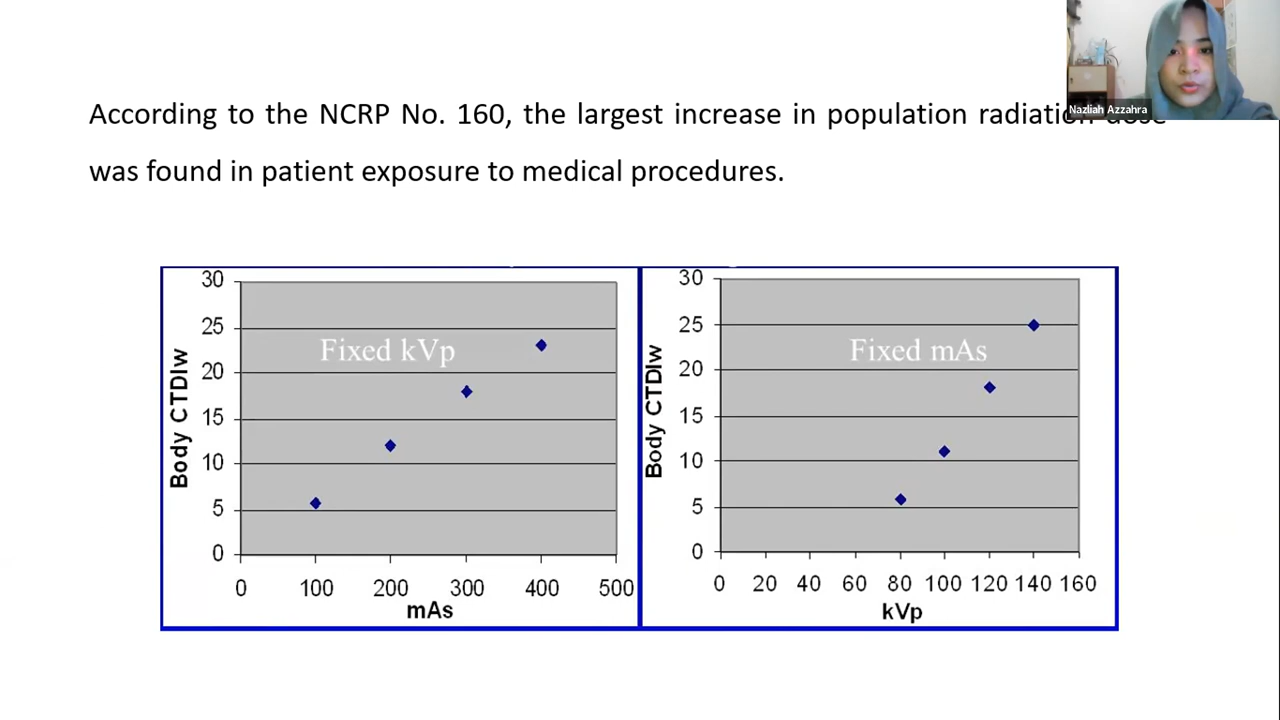 According to the NCRP No. 160, the largest increase in population radiation dose
was found in patient exposure to medical procedures.
Nazliah Azzahra
30
25
20
15
10
5
0
Body CTDIw
Fixed kVp
0 100 200 300 400 500
mAs
30
25
20
15
10
5
0
Body CTDIw
Fixed mAs
0 20 40 60 80 100 120 140 160
kVp